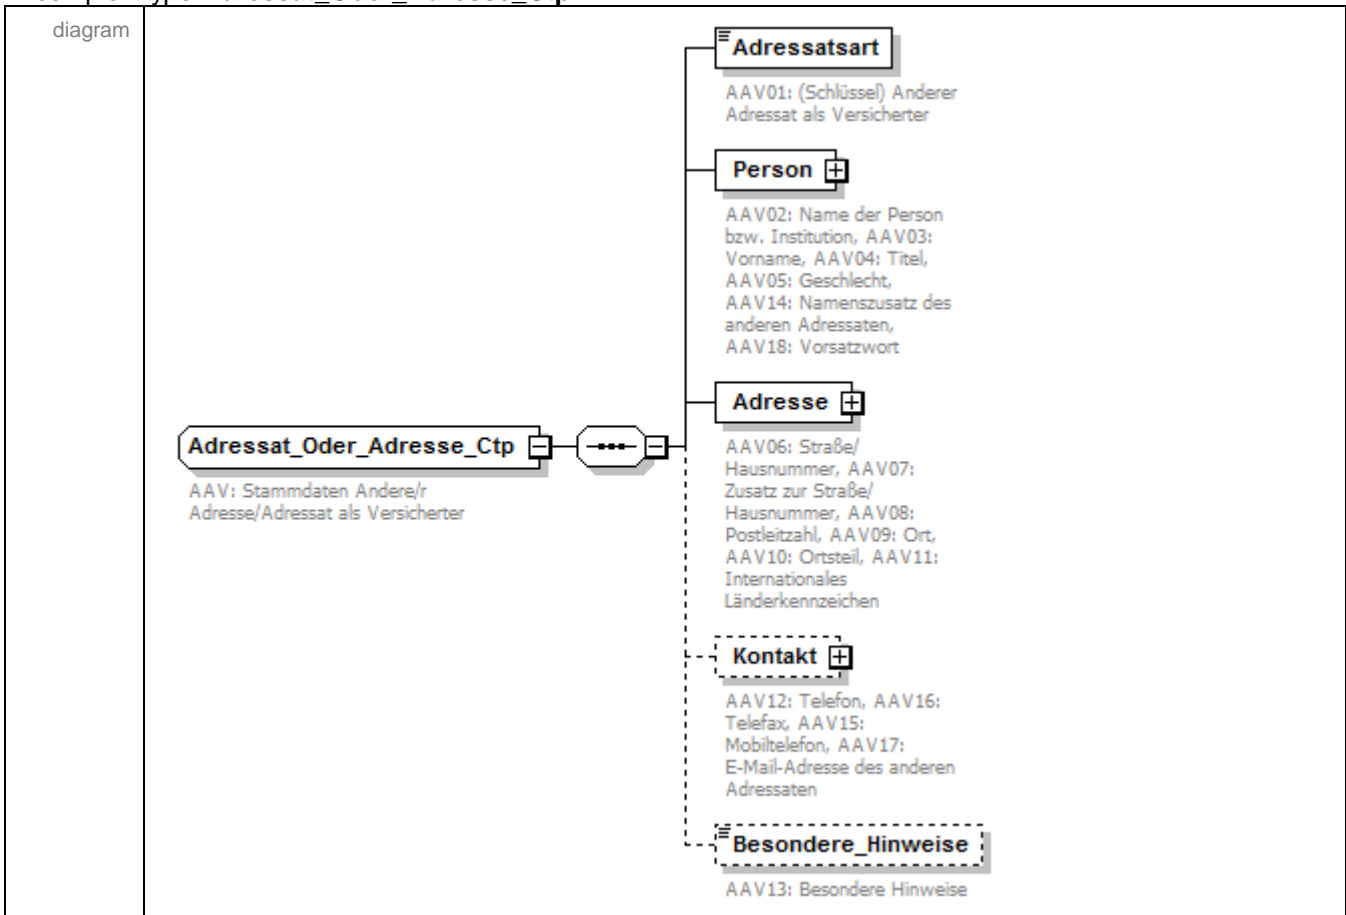 diagram
Adressatsart
AAV01: (Schlüssel) Anderer
Adressat als Versicherter
Person
AAV02: Name der Person
bzw. Institution, AAV03:
Vorname, AAV04: Titel,
AAV05: Geschlecht,
AAV14: Namenszusatz des
anderen Adressaten,
AAV18: Vorsatzwort
Adresse
AAV06: Straße/
Hausnummer, AAV07:
Zusatz zur Straße/
Hausnummer, AAV08:
Postleitzahl, AAV09: Ort,
AAV10: Ortsteil, AAV11:
Internationales
Länderkennzeichen
Adressat_Oder_Adresse_Ctp
AAV: Stammdaten Andere/r
Adresse/Adressat als Versicherter
Kontakt
AAV12: Telefon, AAV16:
Telefax, AAV15:
Mobiltelefon, AAV17:
E-Mail-Adresse des anderen
Adressaten
Besondere_Hinweise
AAV13: Besondere Hinweise